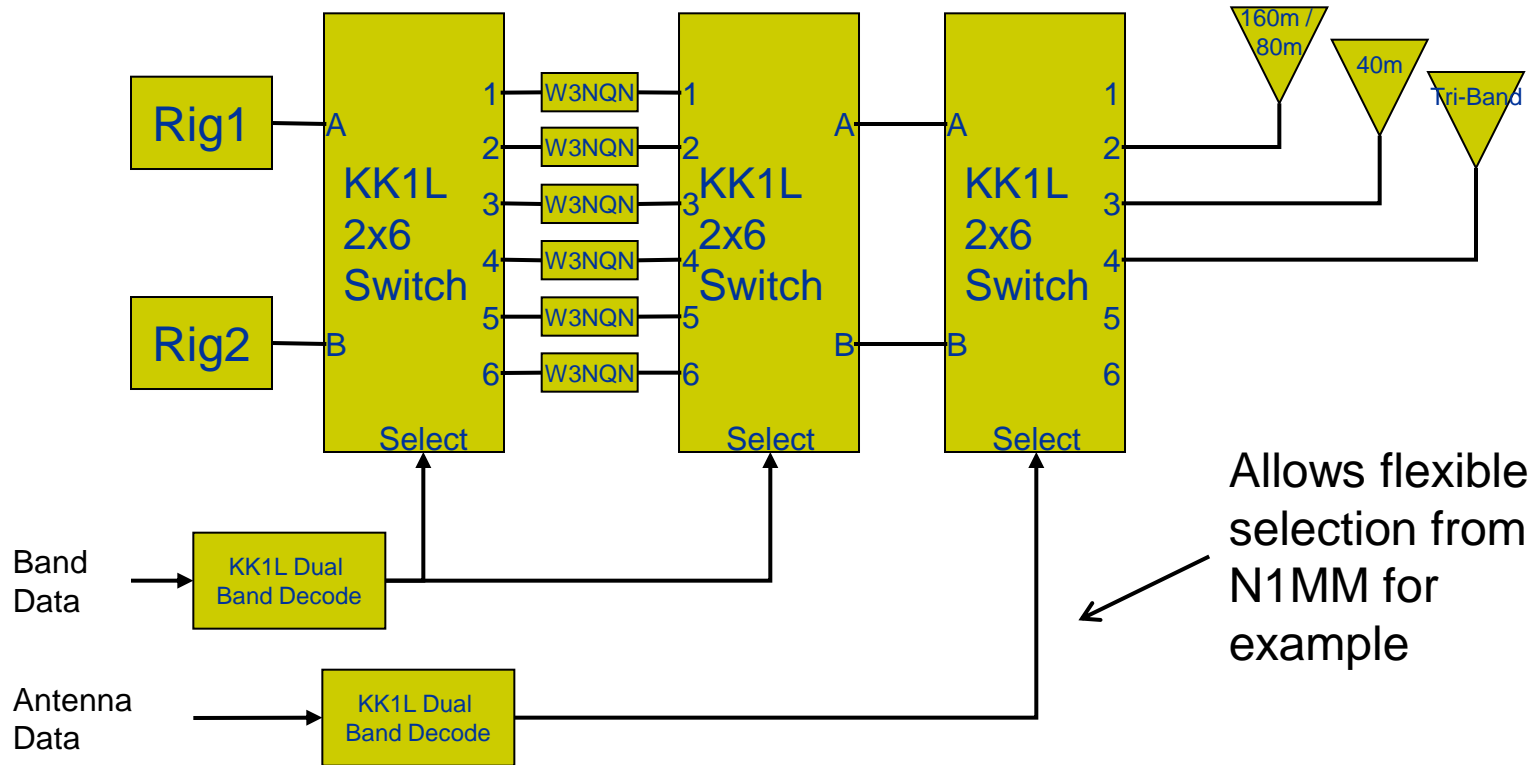 160m /
80m
40m
Tri-Band
Rig1
Rig2
A
B
KK1L
2x6
Switch
1
2
3
4
5
6
Select
W3NQN
W3NQN
W3NQN
W3NQN
W3NQN
W3NQN
1
2
3
4
5
6
KK1L
2x6
Switch
A
B
Select
A
B
KK1L
2x6
Switch
1
2
3
4
5
6
Select
Allows flexible
selection from
N1MM for
example
Band
Data
KK1L Dual
Band Decode
Antenna
Data
KK1L Dual
Band Decode